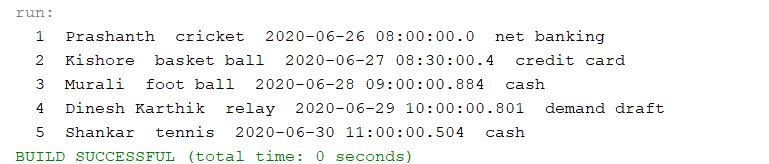 run:
1 Prashanth cricket 2020-06-26 08:00:00.0 net banking
2 Kishore basket ball 2020-06-27 08:30:00.4 credit card
3 Murali foot ball 2020-06-28 09:00:00.884 cash
4 Dinesh Karthik relay 2020-06-29 10:00:00.801 demand draft
5 Shankar tennis 2020-06-30 11:00:00.504 cash
BUILD SUCCESSFUL (total time: 0 seconds)